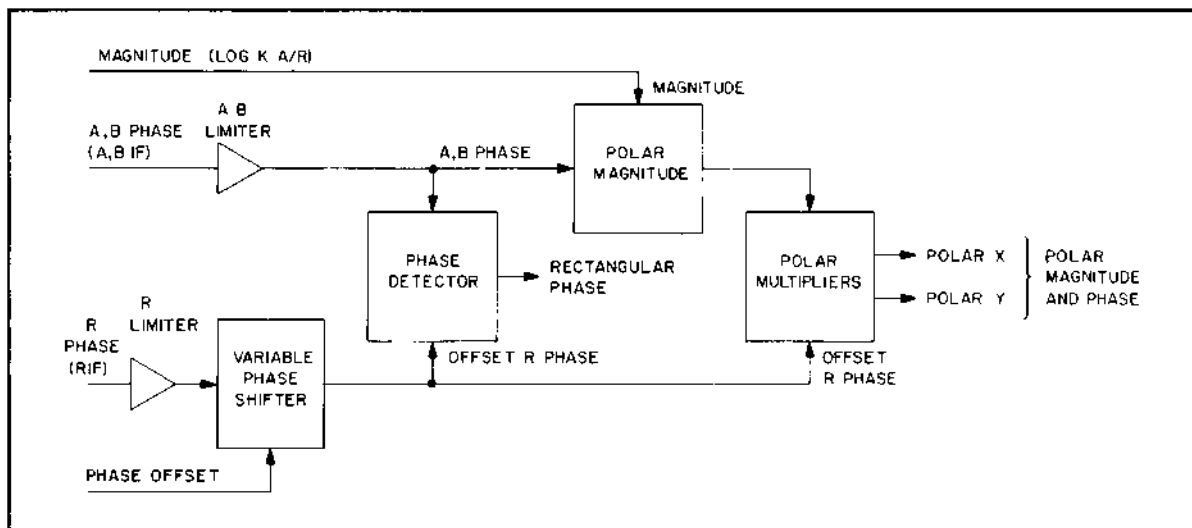 MAGNITUDE (LOG K A/R)
MAGNITUDE
A B
LIMITER
A,B PHASE
(A,B IF)
A,B PHASE
POLAR
MAGNITUDE
PHASE
DETECTOR
RECTANGULAR
PHASE
POLAR
MULTIPLIERS
POLAR X
POLAR Y
POLAR
MAGNITUDE
AND PHASE
R
LIMITER
R
PHASE
(RIF)
VARIABLE
PHASE
SHIFTER
OFFSET R PHASE
OFFSET
R PHASE
PHASE OFFSET